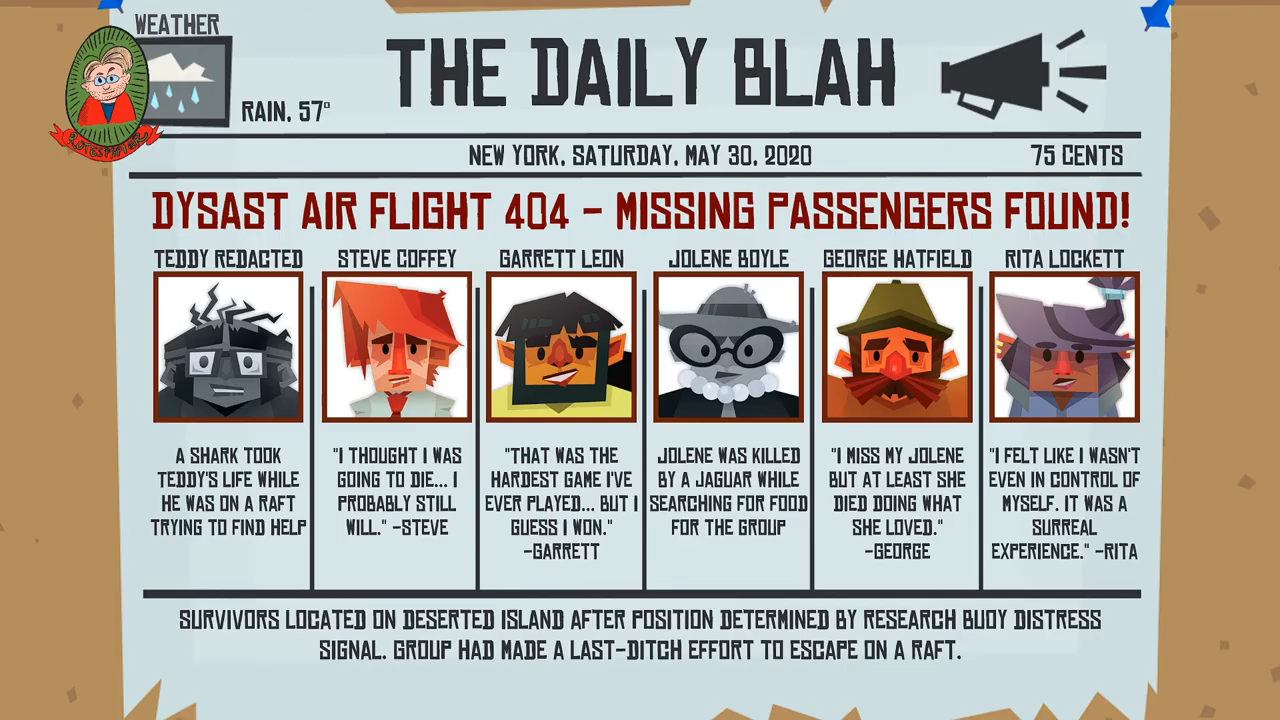 WEATHER
THE DAILY BLAH
RAIN, 57°
NEW YORK, SATURDAY, MAY 30, 2020
75 CENTS
DYSAST AIR FLIGHT 404 - MISSING PASSENGERS FOUND!
TEDDY REDACTED
A SHARK TOOK
TEDDY'S LIFE WHILE
HE WAS ON A RAFT
TRYING TO FIND HELP
STEVE COFFEY
"I THOUGHT I WAS
GOING TO DIE... I
PROBABLY STILL
WILL." -STEVE
GARRETT LEON
"THAT WAS THE
HARDEST GAME I'VE
EVER PLAYED... BUT I
GUESS I WON."
-GARRETT
JOLENE BOYLE
JOLENE WAS KILLED
BY A JAGUAR WHILE
SEARCHING FOR FOOD
FOR THE GROUP
GEORGE HATFIELD
"I MISS MY JOLENE
BUT AT LEAST SHE
DIED DOING WHAT
SHE LOVED."
-GEORGE
RITA LOCKETT
"I FELT LIKE I WASN'T
EVEN IN CONTROL OF
MYSELF. IT WAS A
SURREAL
EXPERIENCE." -RITA
SURVIVORS LOCATED ON DESERTED ISLAND AFTER POSITION DETERMINED BY RESEARCH BUOY DISTRESS
SIGNAL. GROUP HAD MADE A LAST-DITCH EFFORT TO ESCAPE ON A RAFT.